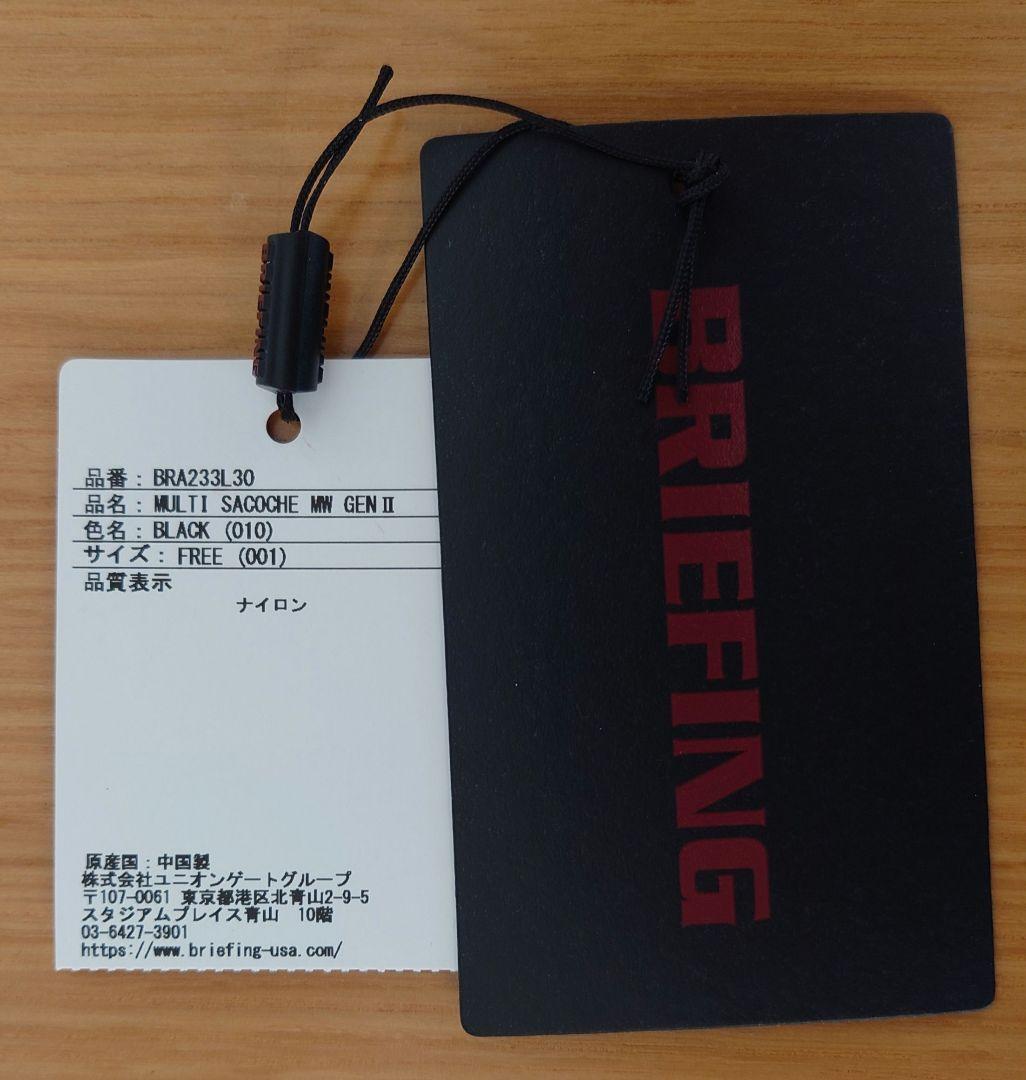 品番：BRA233L30
品名：MULTI SACOCHE MW GENⅡ
色名：BLACK (010)
サイズ：FREE (001)
品質表示
ナイロン
原産国：中国製
株式会社ユニオンゲートグループ
〒107-0061 東京都港区北青山2-9-5
スタジアムプレイス青山 10階
03-6427-3901
https://www.briefing-usa.com/
BRIEFING